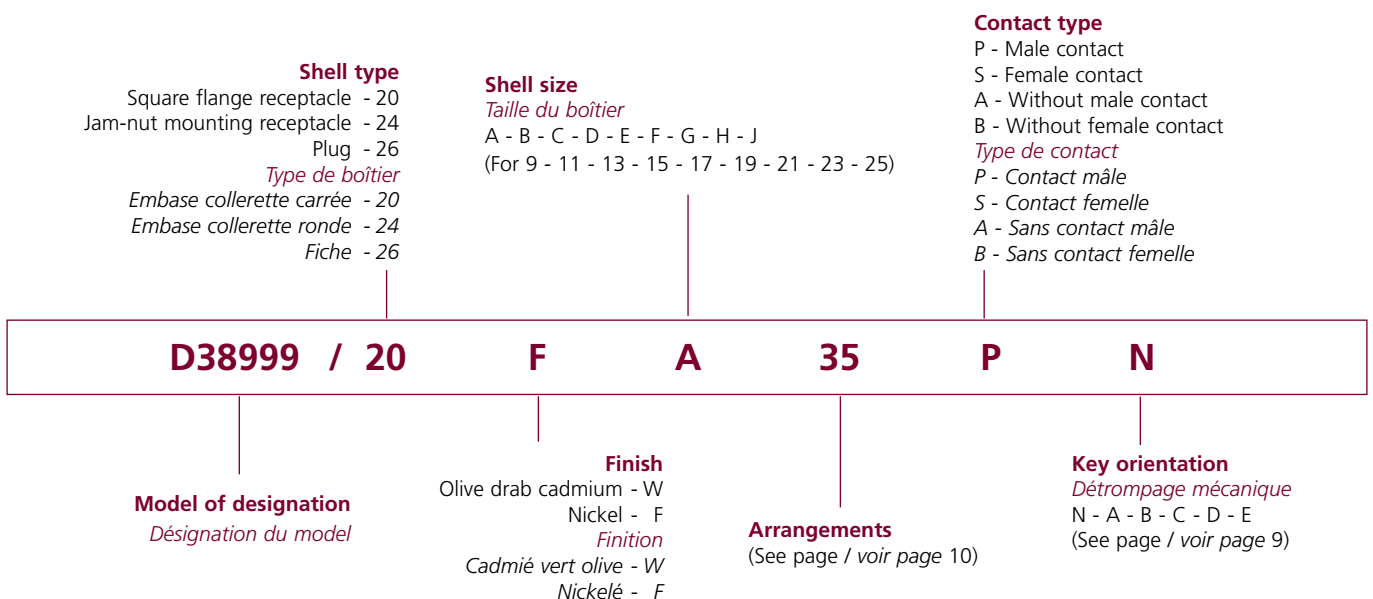 Shell type
Square flange receptacle - 20
Jam-nut mounting receptacle - 24
Plug - 26
Type de boîtier
Embase collerette carrée - 20
Embase collerette ronde - 24
Fiche - 26
Shell size
Taille du boîtier
A - B - C - D - E - F - G - H - J
(For 9 - 11 - 13 - 15 - 17 - 19 - 21 - 23 - 25)
Contact type
P - Male contact
S - Female contact
A - Without male contact
B - Without female contact
Type de contact
P - Contact mâle
S - Contact femelle
A - Sans contact mâle
B - Sans contact femelle
D38999 / 20 F A 35 P N
Model of designation
Désignation du model
Finish
Olive drab cadmium - W
Nickel - F
Finition
Cadmié vert olive - W
Nickelé - F
Arrangements
(See page / voir page 10)
Key orientation
Détrompage mécanique
N - A - B - C - D - E
(See page / voir page 9)